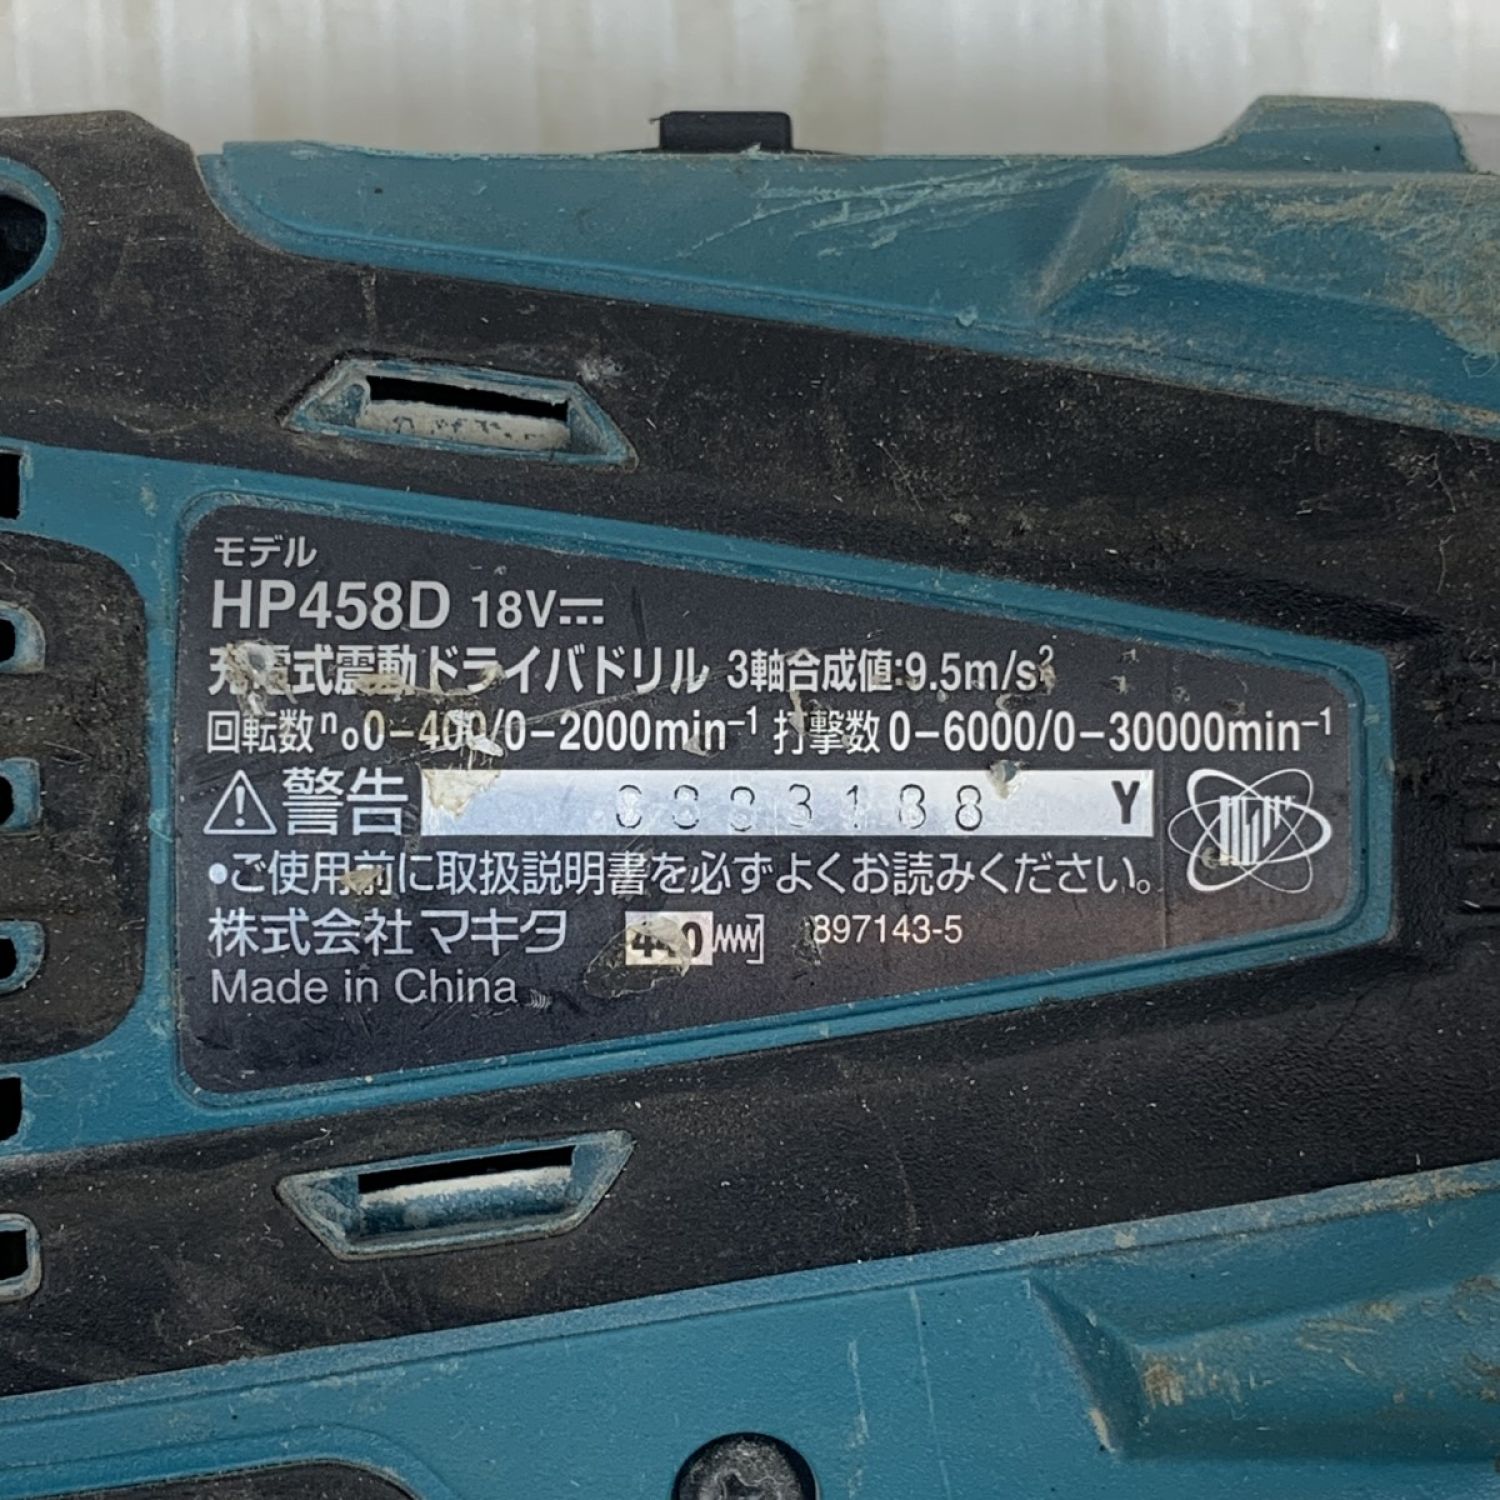 モデル
HP458D 18V⎓
充電式震動ドライバドリル 3軸合成値:9.5m/s²
回転数 n₀ 0-400/0-2000min⁻¹ 打撃数 0-6000/0-30000min⁻¹
⚠警告 Y
•ご使用前に取扱説明書を必ずよくお読みください。
株式会社 マキタ 440 897143-5
Made in China